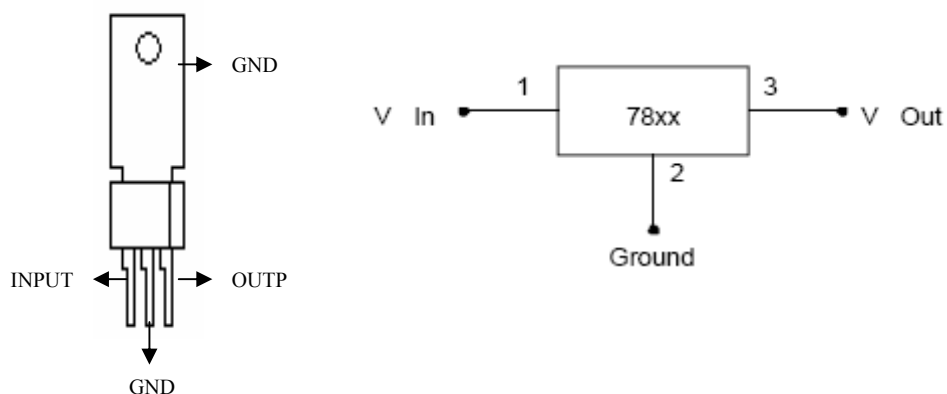 GND
INPUT
OUTP
GND
1
3
V In
78xx
V Out
2
Ground